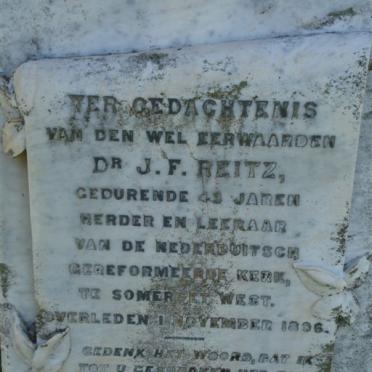 TER GEDACHTENIS
VAN DEN WEL EERWAARDEN
DR J. F. REITZ,
GEDURENDE 43 JAREN
HERDER EN LEERAAR
VAN DE NEDERDUITSCH
GEREFORMEERDE KERK,
TE SOMERSET WEST.
OVERLEDEN 1 NOVEMBER 1896.
GEDENK HET WOORD, DAT IK
TOT U